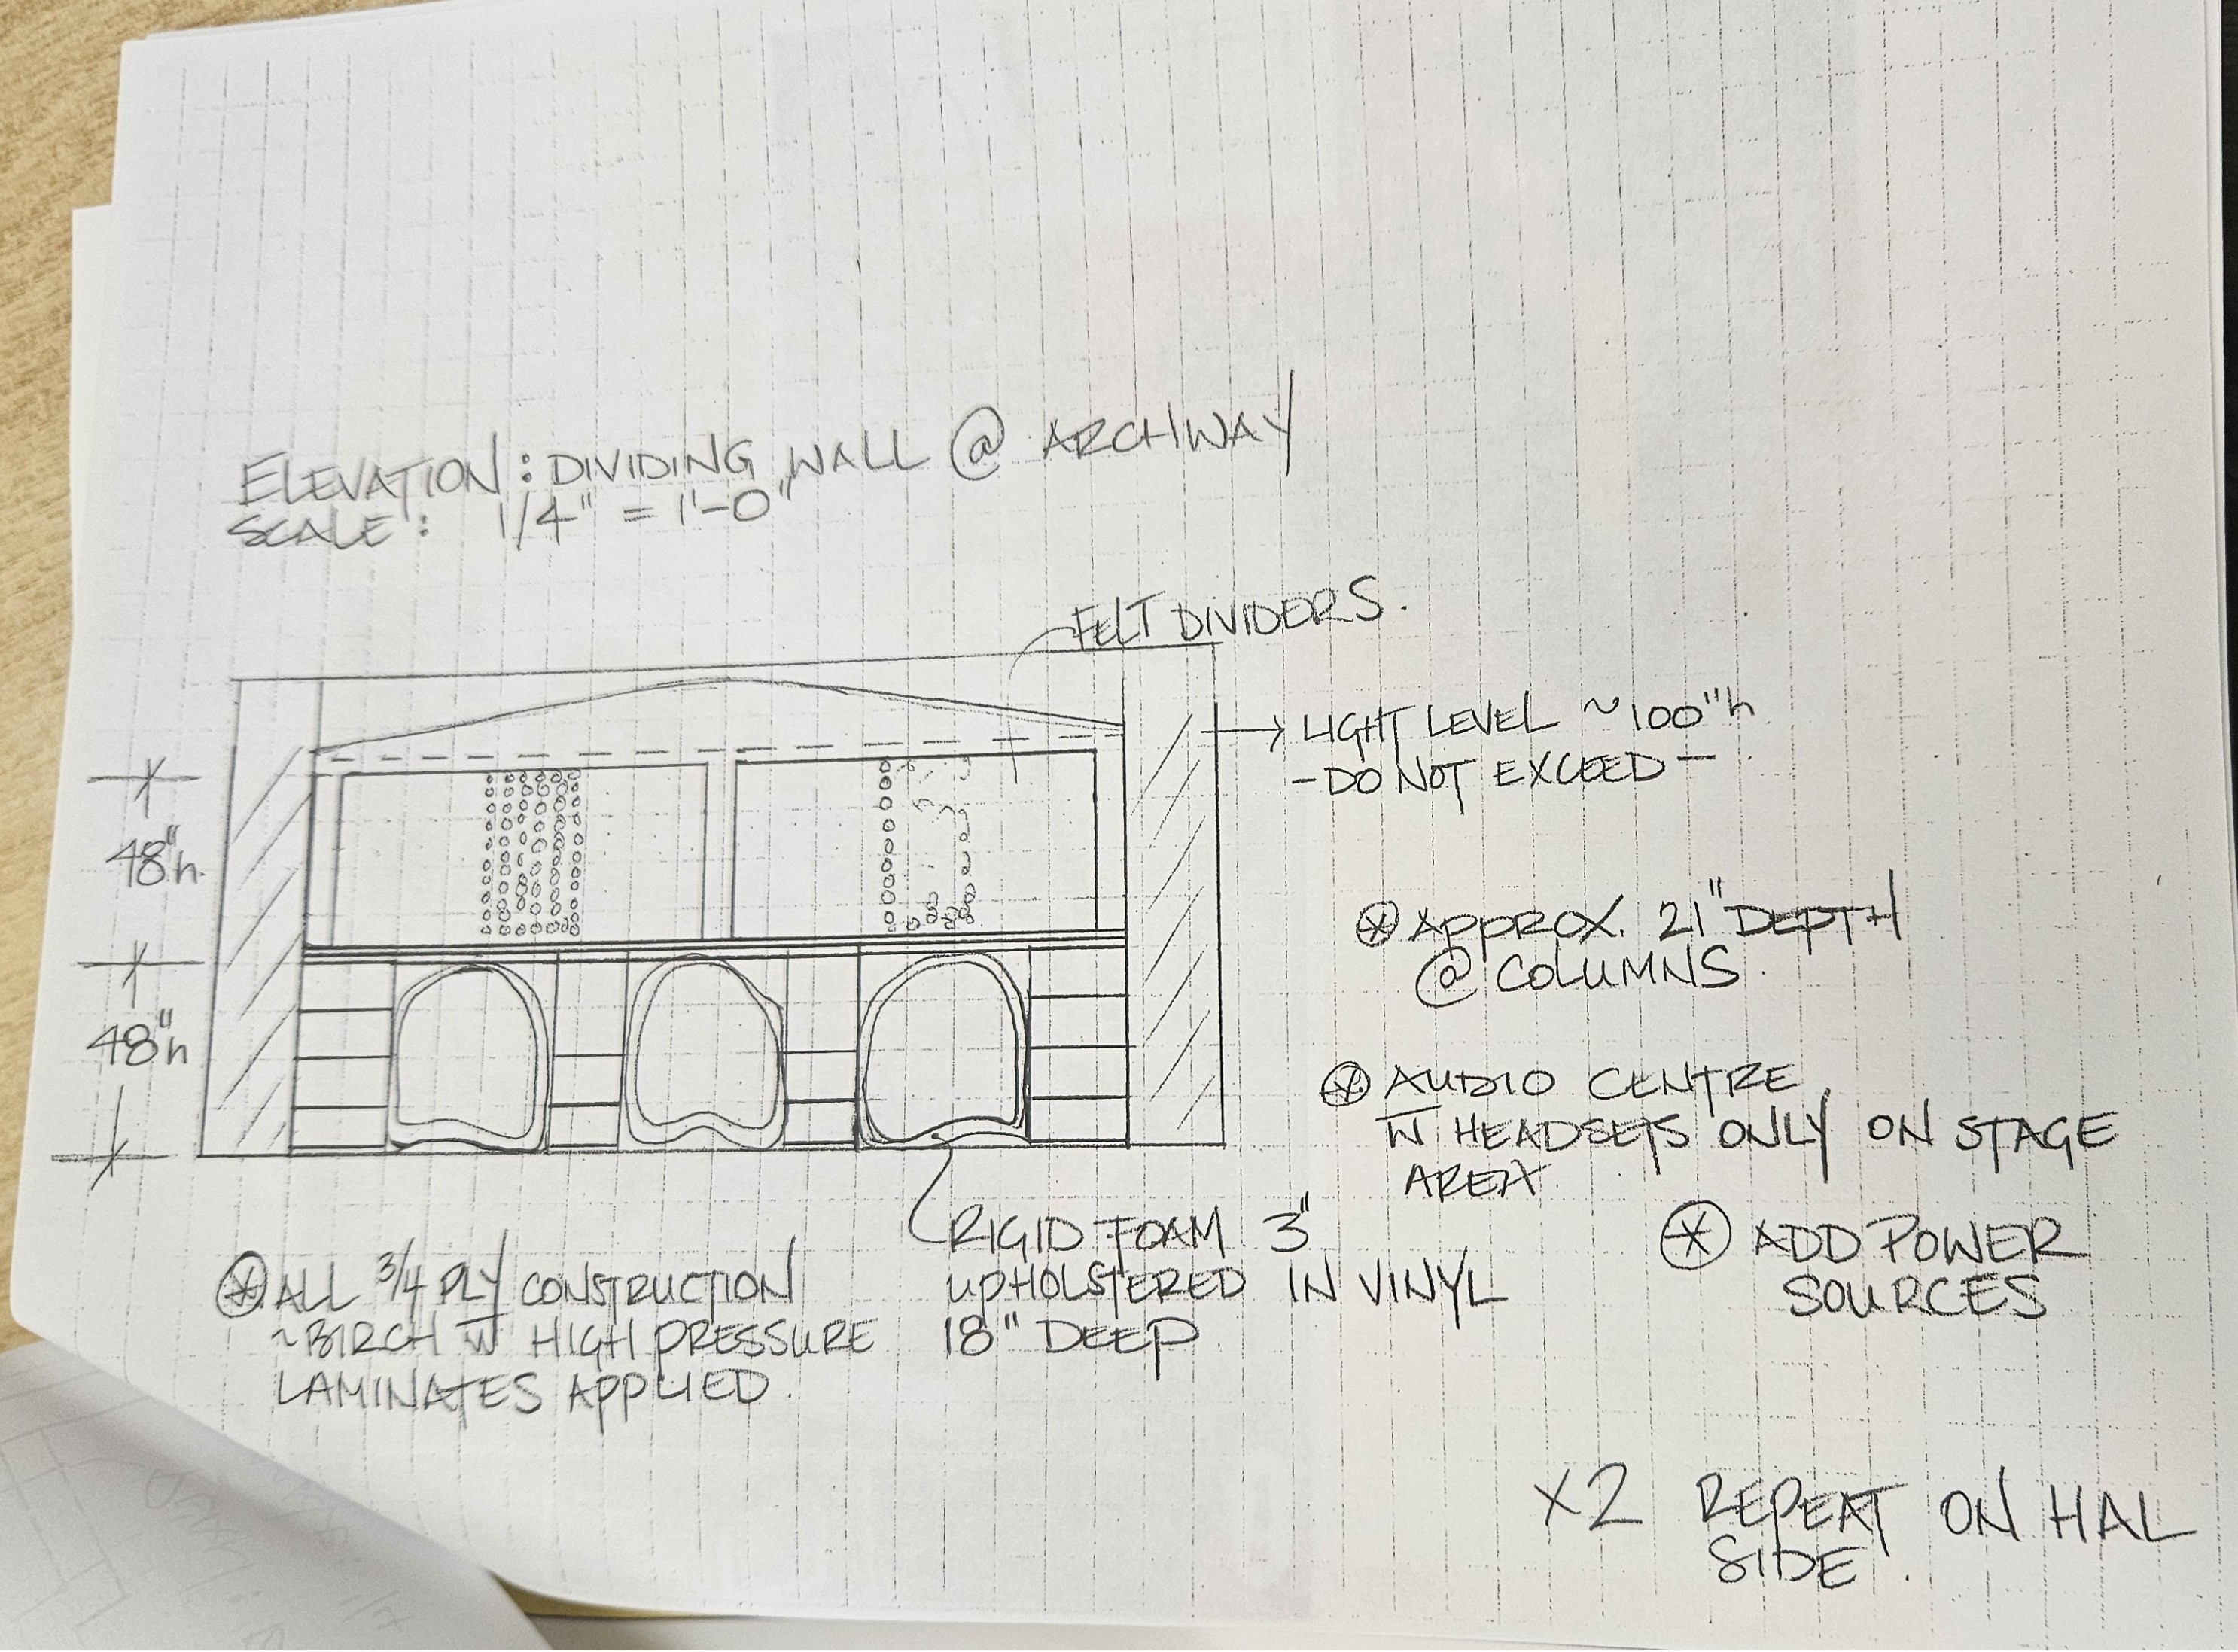 ELEVATION: DIVIDING WALL @ ARCHWAY
SCALE: 1/4" = 1'-0"
FELT DIVIDERS.
LIGHT LEVEL ~100"h
- DO NOT EXCEED -
48"h.
48"h
⊛ APPROX. 21" DEPTH
@ COLUMNS.
⊛ AUDIO CENTRE
W HEADSETS ONLY ON STAGE
AREA.
⊛ ADD POWER
SOURCES
RIGID FOAM 3"
UPHOLSTERED IN VINYL
18" DEEP.
⊛ ALL 3/4 PLY CONSTRUCTION
~BIRCH W HIGH PRESSURE
LAMINATES APPLIED.
X2 REPEAT ON HAL
SIDE.